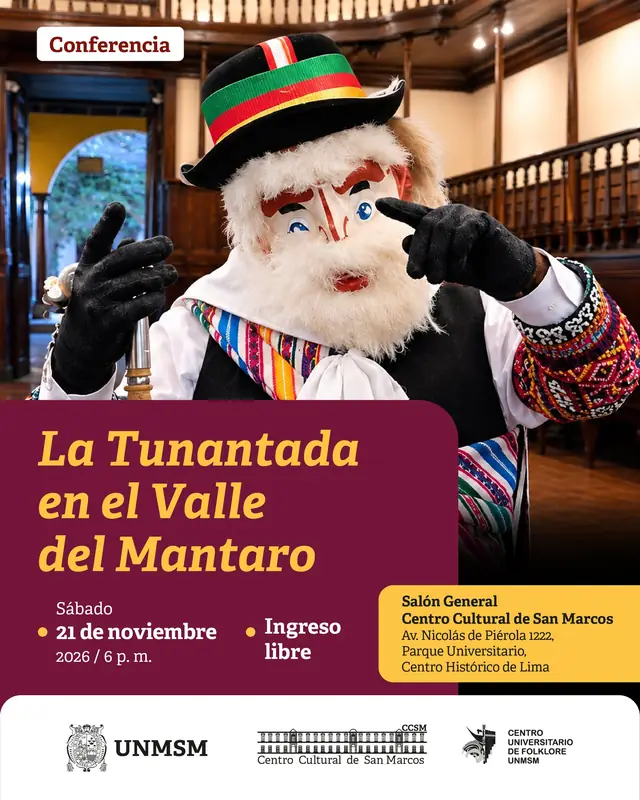 Conferencia
La Tunantada
en el Valle
del Mantaro
Sábado
21 de noviembre
2026 / 6 p. m.
Ingreso
libre
Salón General
Centro Cultural de San Marcos
Av. Nicolás de Piérola 1222,
Parque Universitario,
Centro Histórico de Lima
UNMSM
CCSM
Centro Cultural de San Marcos
CENTRO
UNIVERSITARIO
DE FOLKLORE
UNMSM